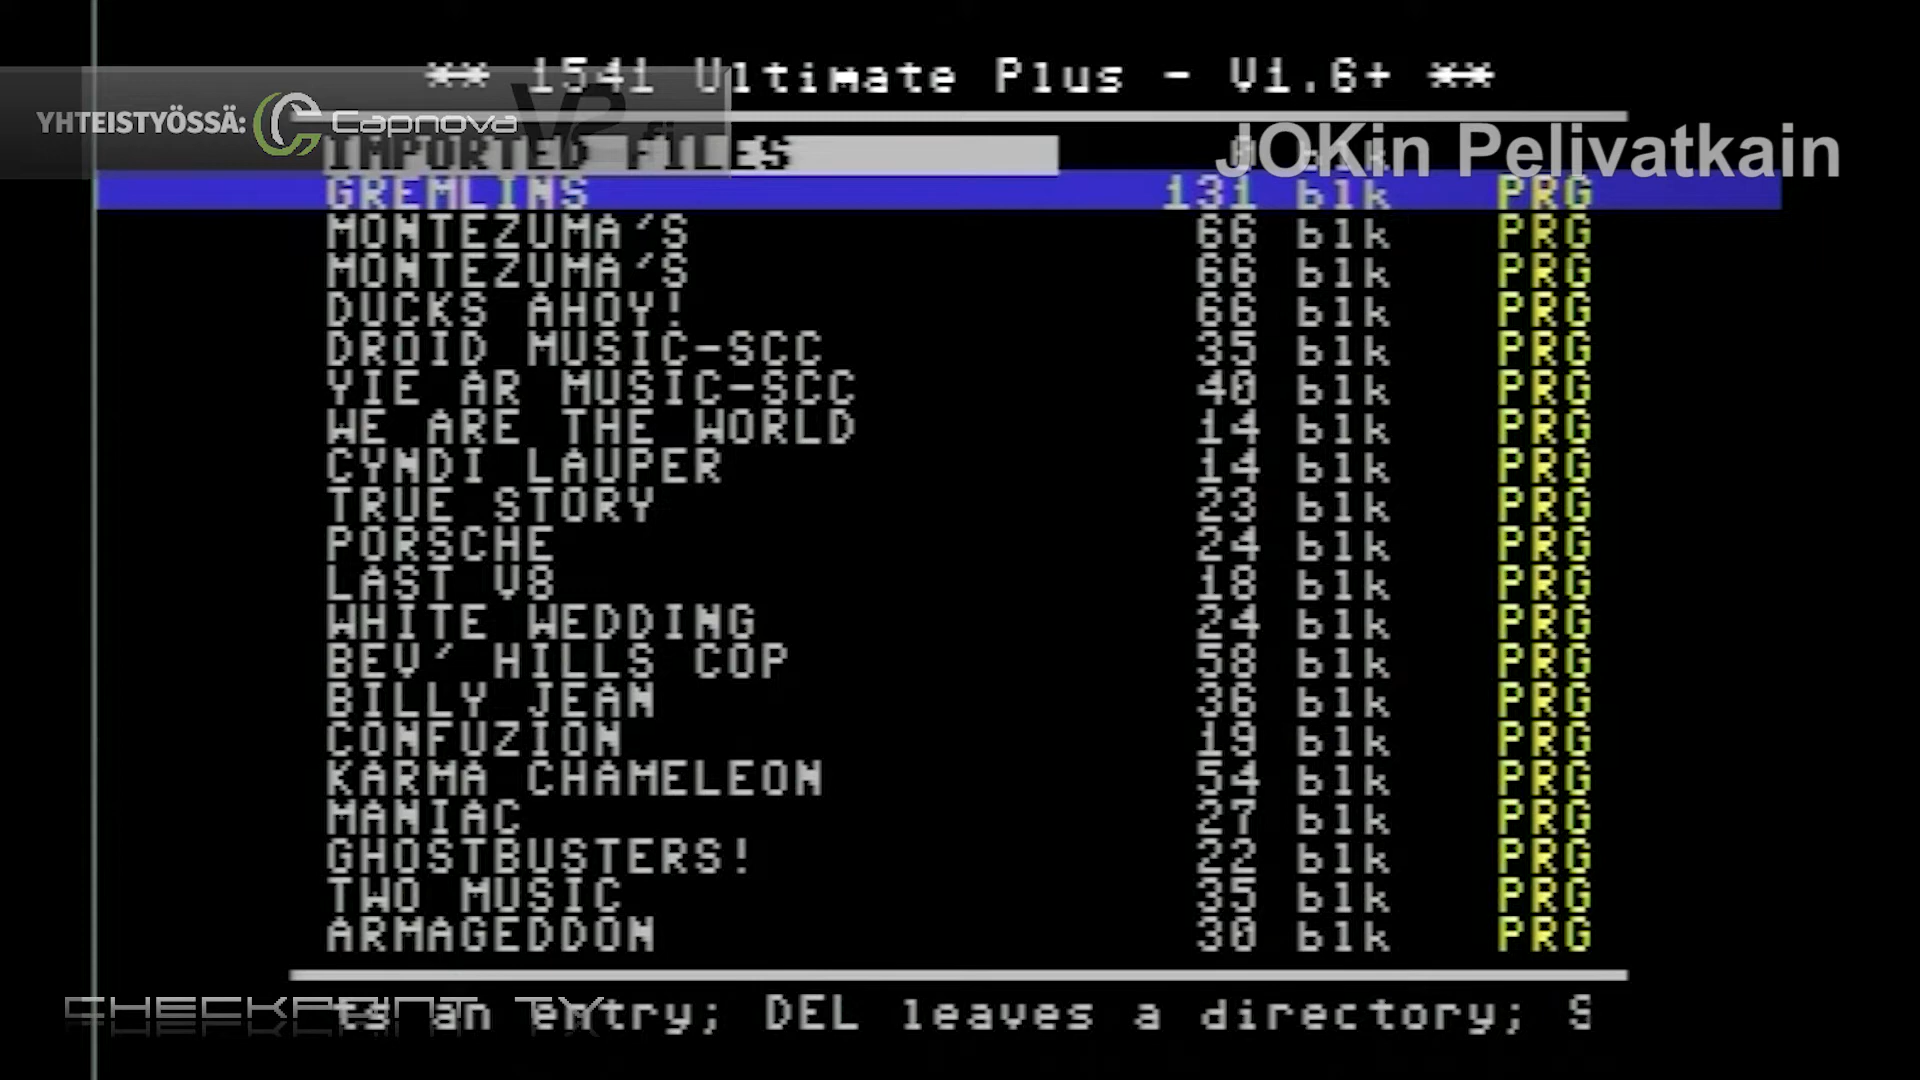 ** 1541 Ultimate Plus - V1.6+ **
YHTEISTYÖSSÄ: Capnova
IMPORTED FILES
JOKin Pelivatkain
GREMLINS 131 blk PRG
MONTEZUMA'S 66 blk PRG
MONTEZUMA'S 66 blk PRG
DUCKS AHOY! 66 blk PRG
DROID MUSIC-SCC 35 blk PRG
YIE AR MUSIC-SCC 40 blk PRG
WE ARE THE WORLD 14 blk PRG
CYNDI LAUPER 14 blk PRG
TRUE STORY 23 blk PRG
PORSCHE 24 blk PRG
LAST V8 18 blk PRG
WHITE WEDDING 24 blk PRG
BEV' HILLS COP 58 blk PRG
BILLY JEAN 36 blk PRG
CONFUZION 19 blk PRG
KARMA CHAMELEON 54 blk PRG
MANIAC 27 blk PRG
GHOSTBUSTERS! 22 blk PRG
TWO MUSIC 35 blk PRG
ARMAGEDDON 30 blk PRG
CHECKPOINT TV
ts an entry; DEL leaves a directory; S